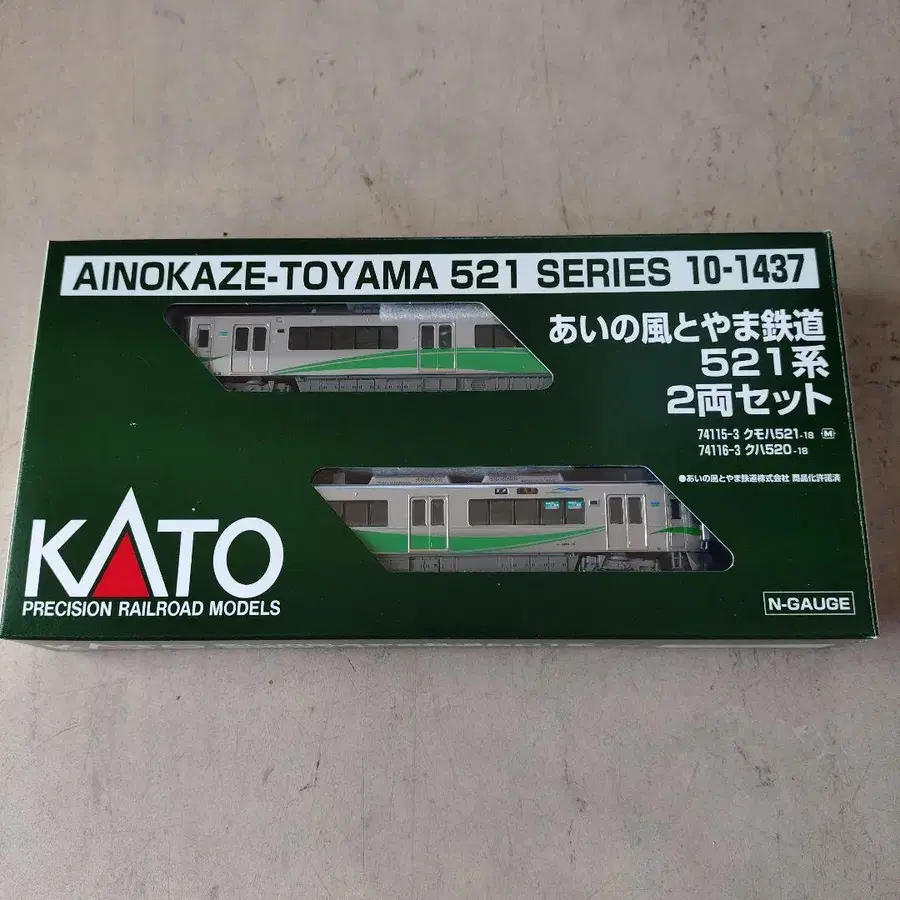 AINOKAZE-TOYAMA 521 SERIES 10-1437
あいの風とやま鉄道
521系
2両セット
74115-3 クモハ521-18 M
74116-3 クハ520-18
●あいの風とやま鉄道株式会社 商品化許諾済
KATO
PRECISION RAILROAD MODELS
N-GAUGE